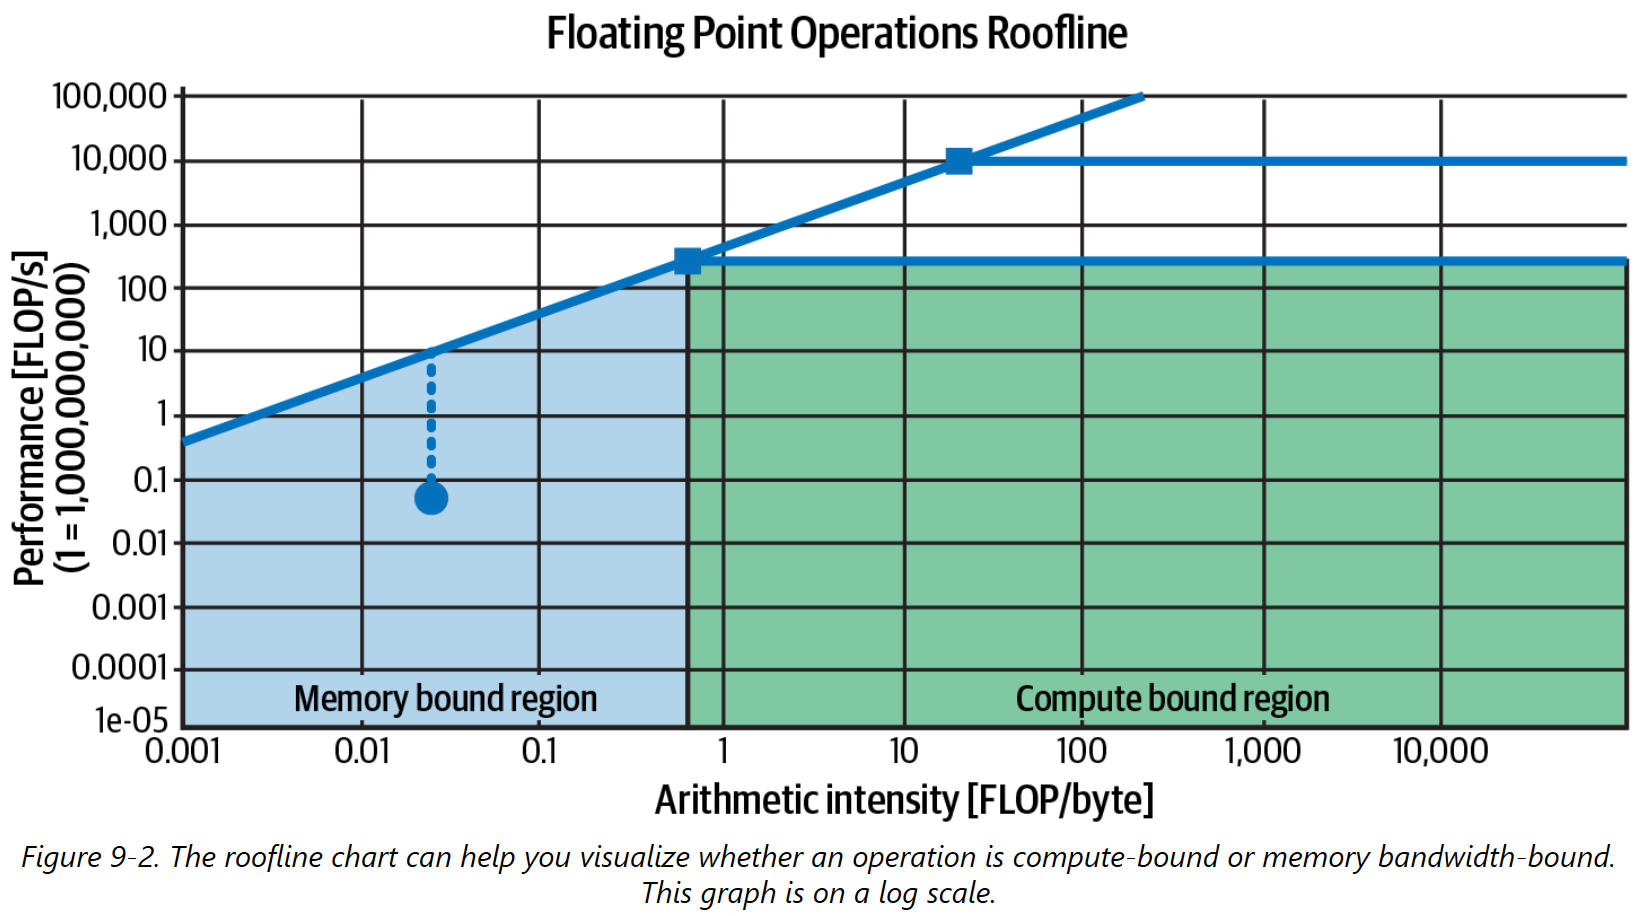 Floating Point Operations Roofline
Performance [FLOP/s]
(1 = 1,000,000,000)
100,000
10,000
1,000
100
10
1
0.1
0.01
0.001
0.0001
1e-05
Memory bound region
Compute bound region
0.001 0.01 0.1 1 10 100 1,000 10,000
Arithmetic intensity [FLOP/byte]
Figure 9-2. The roofline chart can help you visualize whether an operation is compute-bound or memory bandwidth-bound.
This graph is on a log scale.